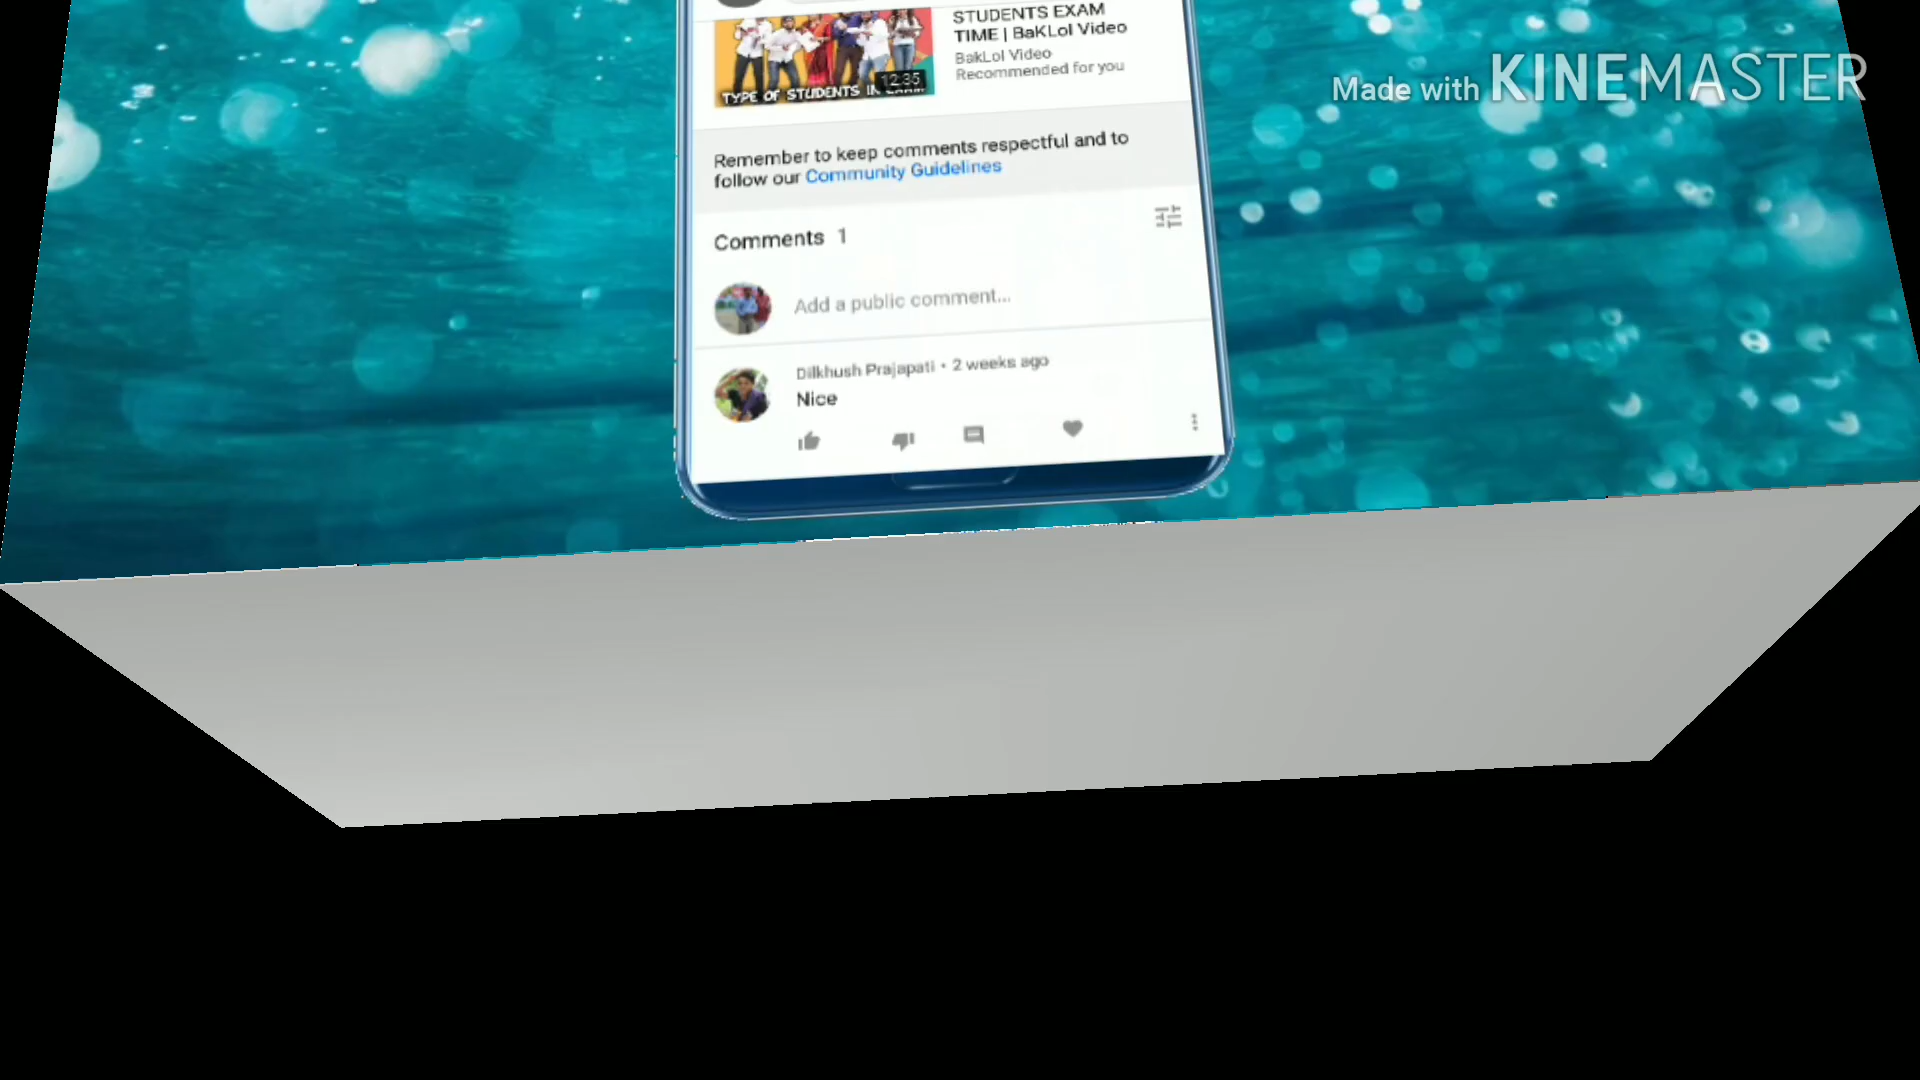 STUDENTS EXAM
TIME | BaKLol Video
BakLol Video
Recommended for you
12:35
TYPE OF STUDENTS IN
Made with KINEMASTER
Remember to keep comments respectful and to
follow our Community Guidelines
Comments 1
Add a public comment...
Dilkhush Prajapati • 2 weeks ago
Nice